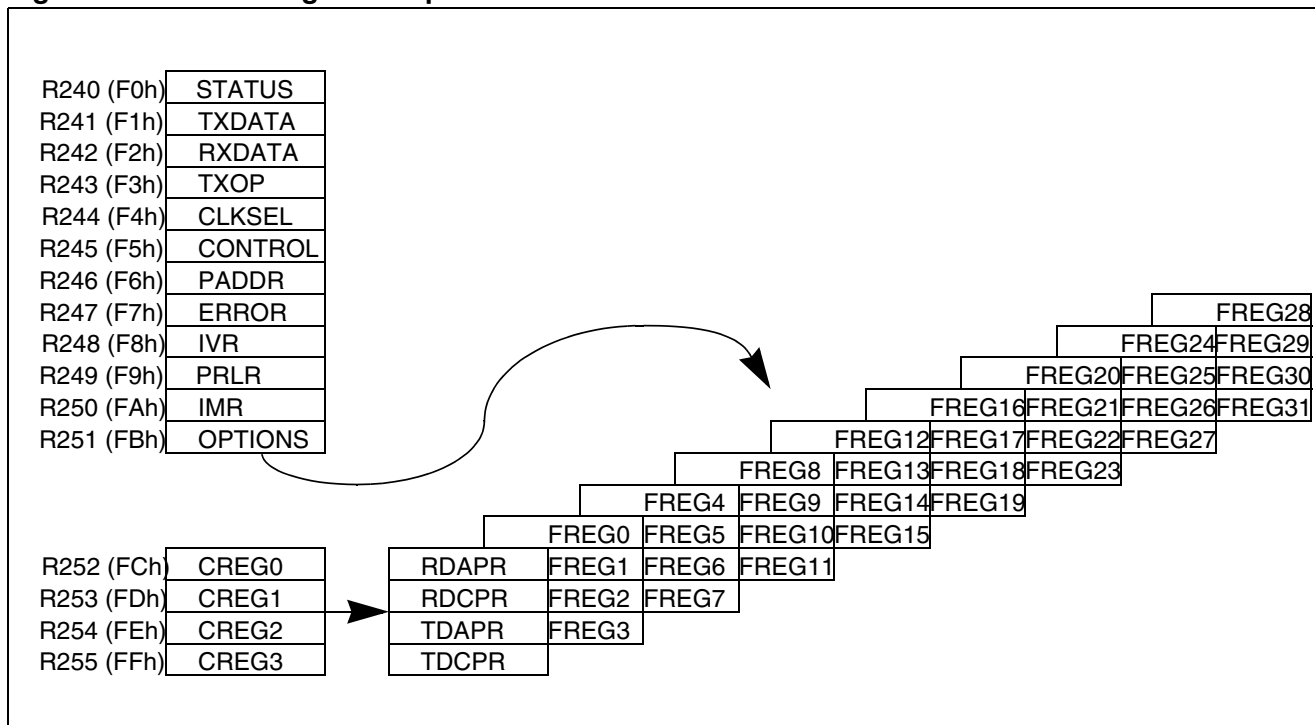 R240 (F0h) STATUS
R241 (F1h) TXDATA
R242 (F2h) RXDATA
R243 (F3h) TXOP
R244 (F4h) CLKSEL
R245 (F5h) CONTROL
R246 (F6h) PADDR
R247 (F7h) ERROR
R248 (F8h) IVR
R249 (F9h) PRLR
R250 (FAh) IMR
R251 (FBh) OPTIONS
R252 (FCh) CREG0
R253 (FDh) CREG1
R254 (FEh) CREG2
R255 (FFh) CREG3
FREG28
FREG24 FREG29
FREG20 FREG25 FREG30
FREG16 FREG21 FREG26 FREG31
FREG12 FREG17 FREG22 FREG27
FREG8 FREG13 FREG18 FREG23
FREG4 FREG9 FREG14 FREG19
FREG0 FREG5 FREG10 FREG15
RDAPR FREG1 FREG6 FREG11
RDCPR FREG2 FREG7
TDAPR FREG3
TDCPR